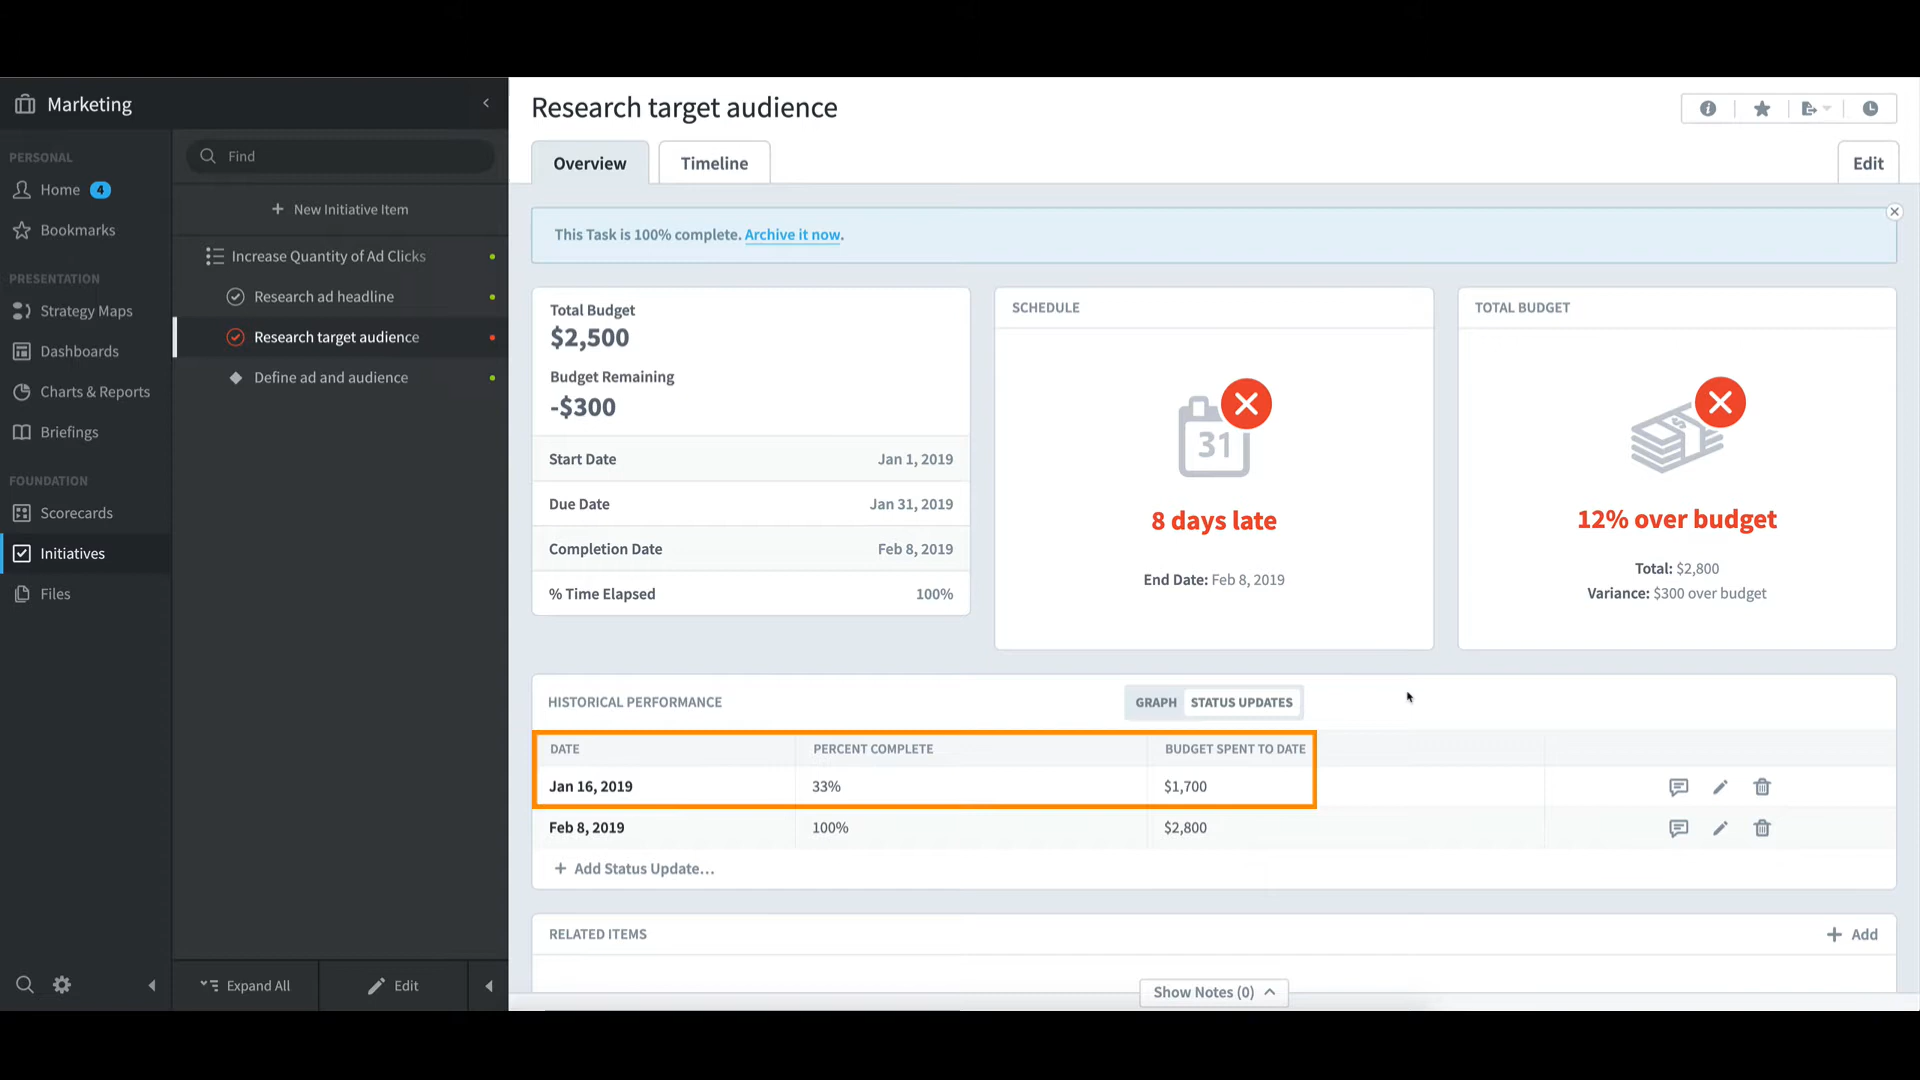 Marketing
PERSONAL
Home 4
Bookmarks
PRESENTATION
Strategy Maps
Dashboards
Charts & Reports
Briefings
FOUNDATION
Scorecards
Initiatives
Files
Find
+ New Initiative Item
Increase Quantity of Ad Clicks
Research ad headline
Research target audience
Define ad and audience
Expand All
Edit
Research target audience
Overview
Timeline
Edit
This Task is 100% complete. Archive it now.
Total Budget
$2,500
Budget Remaining
-$300
Start Date Jan 1, 2019
Due Date Jan 31, 2019
Completion Date Feb 8, 2019
% Time Elapsed 100%
SCHEDULE
31
8 days late
End Date: Feb 8, 2019
TOTAL BUDGET
$
12% over budget
Total: $2,800
Variance: $300 over budget
HISTORICAL PERFORMANCE
GRAPH STATUS UPDATES
DATE PERCENT COMPLETE BUDGET SPENT TO DATE
Jan 16, 2019 33% $1,700
Feb 8, 2019 100% $2,800
+ Add Status Update...
RELATED ITEMS
+ Add
Show Notes (0)